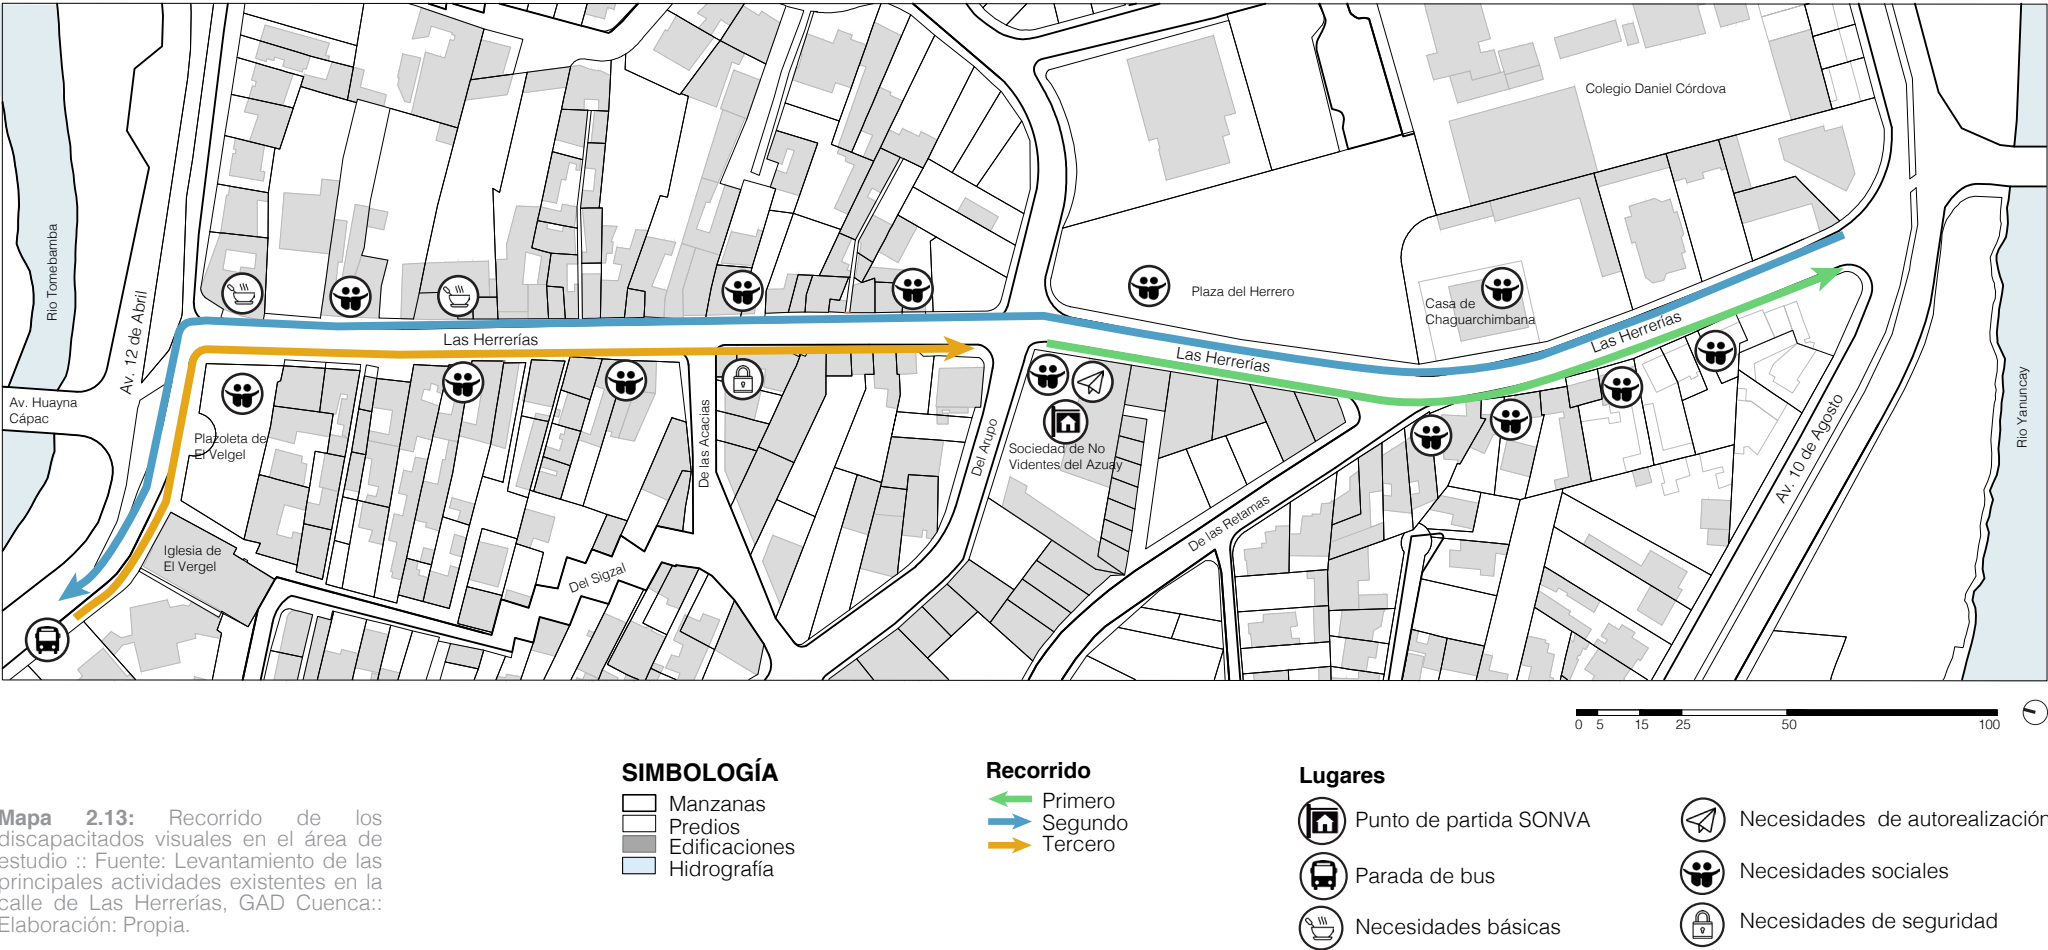 Colegio Daniel Córdova
Rio Tomebamba
Av. 12 de Abril
Plaza del Herrero
Casa de
Chaguarchimbana
Las Herrerías
Las Herrerías
Las Herrerías
Av. Huayna
Cápac
Plazoleta de
El Velgel
De las Acacias
Del Arupo
Sociedad de No
Videntes del Azuay
De las Retamas
Av. 10 de Agosto
Rio Yanuncay
Iglesia de
El Vergel
Del Sigzal
0 5 15 25 50 100
Mapa 2.13: Recorrido de los
discapacitados visuales en el área de
estudio :: Fuente: Levantamiento de las
principales actividades existentes en la
calle de Las Herrerías, GAD Cuenca::
Elaboración: Propia.
SIMBOLOGÍA
Manzanas
Predios
Edificaciones
Hidrografía
Recorrido
Primero
Segundo
Tercero
Lugares
Punto de partida SONVA
Parada de bus
Necesidades básicas
Necesidades de autorealización
Necesidades sociales
Necesidades de seguridad